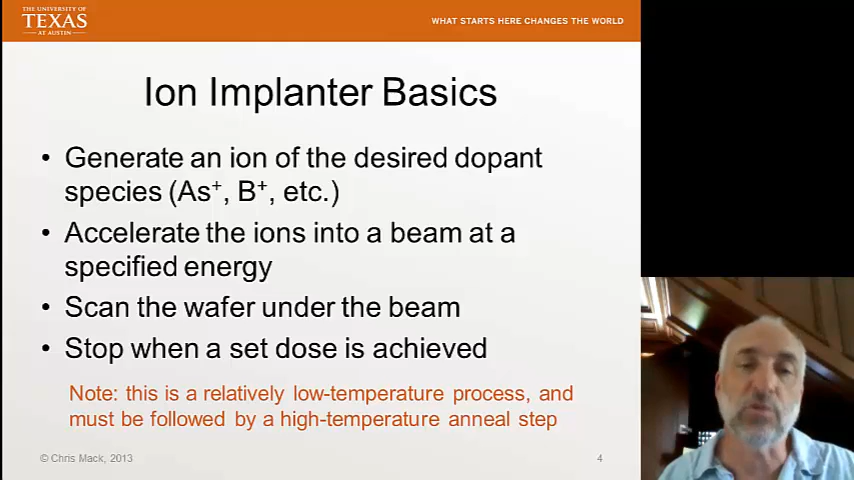 THE UNIVERSITY OF
TEXAS
AT AUSTIN
WHAT STARTS HERE CHANGES THE WORLD
Ion Implanter Basics
• Generate an ion of the desired dopant
species (As⁺, B⁺, etc.)
• Accelerate the ions into a beam at a
specified energy
• Scan the wafer under the beam
• Stop when a set dose is achieved
Note: this is a relatively low-temperature process, and
must be followed by a high-temperature anneal step
© Chris Mack, 2013
4